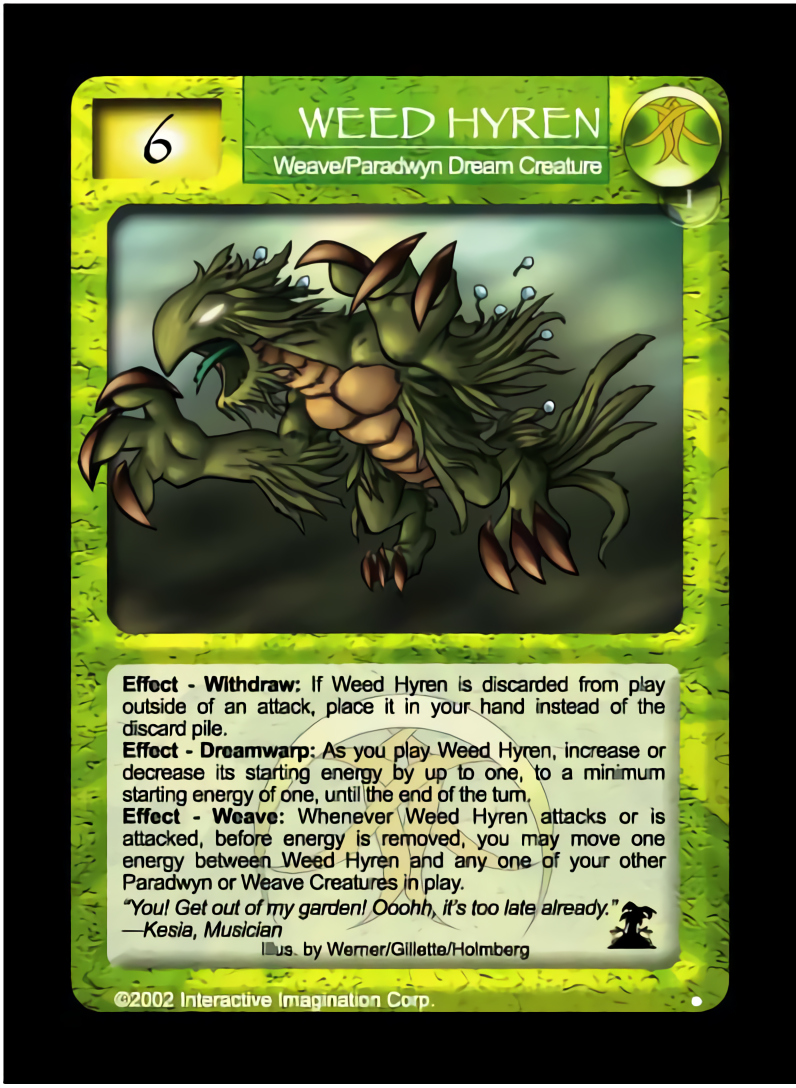 6
WEED HYREN
Weave/Paradwyn Dream Creature
1
Effect - Withdraw: If Weed Hyren is discarded from play
outside of an attack, place it in your hand instead of the
discard pile.
Effect - Dreamwarp: As you play Weed Hyren, increase or
decrease its starting energy by up to one, to a minimum
starting energy of one, until the end of the turn.
Effect - Weave: Whenever Weed Hyren attacks or is
attacked, before energy is removed, you may move one
energy between Weed Hyren and any one of your other
Paradwyn or Weave Creatures in play.
"You! Get out of my garden! Ooohh, it's too late already."
—Kesia, Musician
Illus. by Werner/Gillette/Holmberg
©2002 Interactive Imagination Corp.